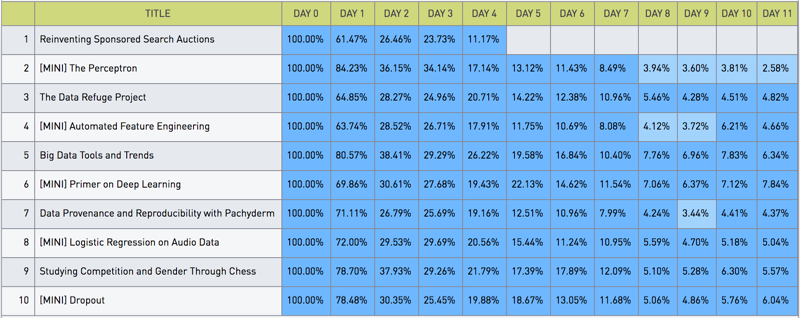 TITLE DAY 0 DAY 1 DAY 2 DAY 3 DAY 4 DAY 5 DAY 6 DAY 7 DAY 8 DAY 9 DAY 10 DAY 11
1 Reinventing Sponsored Search Auctions 100.00% 61.47% 26.46% 23.73% 11.17%
2 [MINI] The Perceptron 100.00% 84.23% 36.15% 34.14% 17.14% 13.12% 11.43% 8.49% 3.94% 3.60% 3.81% 2.58%
3 The Data Refuge Project 100.00% 64.85% 28.27% 24.96% 20.71% 14.22% 12.38% 10.96% 5.46% 4.28% 4.51% 4.82%
4 [MINI] Automated Feature Engineering 100.00% 63.74% 28.52% 26.71% 17.91% 11.75% 10.69% 8.08% 4.12% 3.72% 6.21% 4.66%
5 Big Data Tools and Trends 100.00% 80.57% 38.41% 29.29% 26.22% 19.58% 16.84% 10.40% 7.76% 6.96% 7.83% 6.34%
6 [MINI] Primer on Deep Learning 100.00% 69.86% 30.61% 27.68% 19.43% 22.13% 14.62% 11.54% 7.06% 6.37% 7.12% 7.84%
7 Data Provenance and Reproducibility with Pachyderm 100.00% 71.11% 26.79% 25.69% 19.16% 12.51% 10.96% 7.99% 4.24% 3.44% 4.41% 4.37%
8 [MINI] Logistic Regression on Audio Data 100.00% 72.00% 29.53% 29.69% 20.56% 15.44% 11.24% 10.95% 5.59% 4.70% 5.18% 5.04%
9 Studying Competition and Gender Through Chess 100.00% 78.70% 37.93% 29.26% 21.79% 17.39% 17.89% 12.09% 5.10% 5.28% 6.30% 5.57%
10 [MINI] Dropout 100.00% 78.48% 30.35% 25.45% 19.88% 18.67% 13.05% 11.68% 5.06% 4.86% 5.76% 6.04%